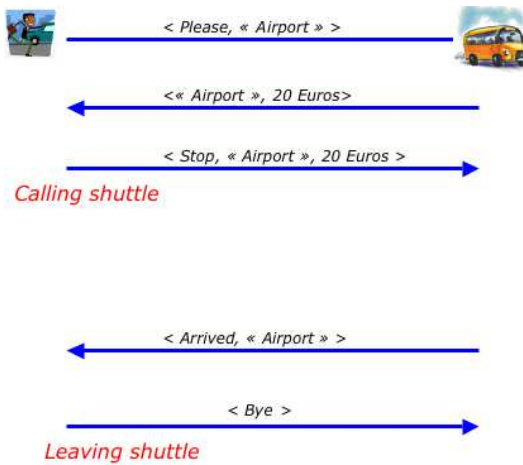 < Please, « Airport » >
<« Airport », 20 Euros>
< Stop, « Airport », 20 Euros >
Calling shuttle
< Arrived, « Airport » >
< Bye >
Leaving shuttle